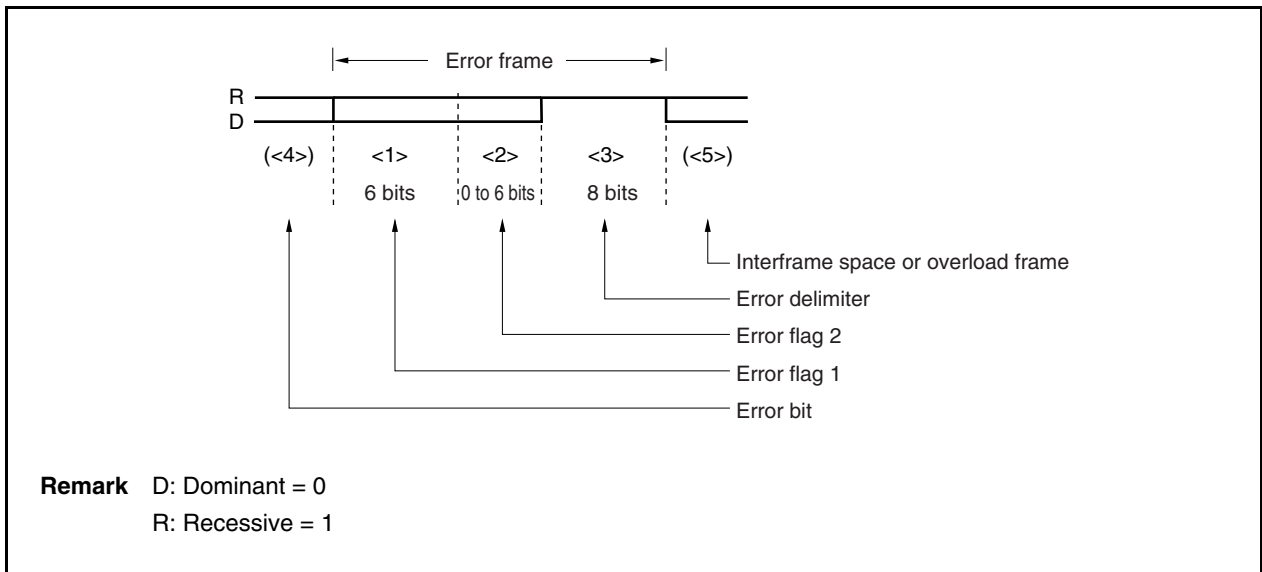 Error frame
R
D
(<4>) <1> <2> <3> (<5>)
6 bits 0 to 6 bits 8 bits
Interframe space or overload frame
Error delimiter
Error flag 2
Error flag 1
Error bit
Remark D: Dominant = 0
R: Recessive = 1